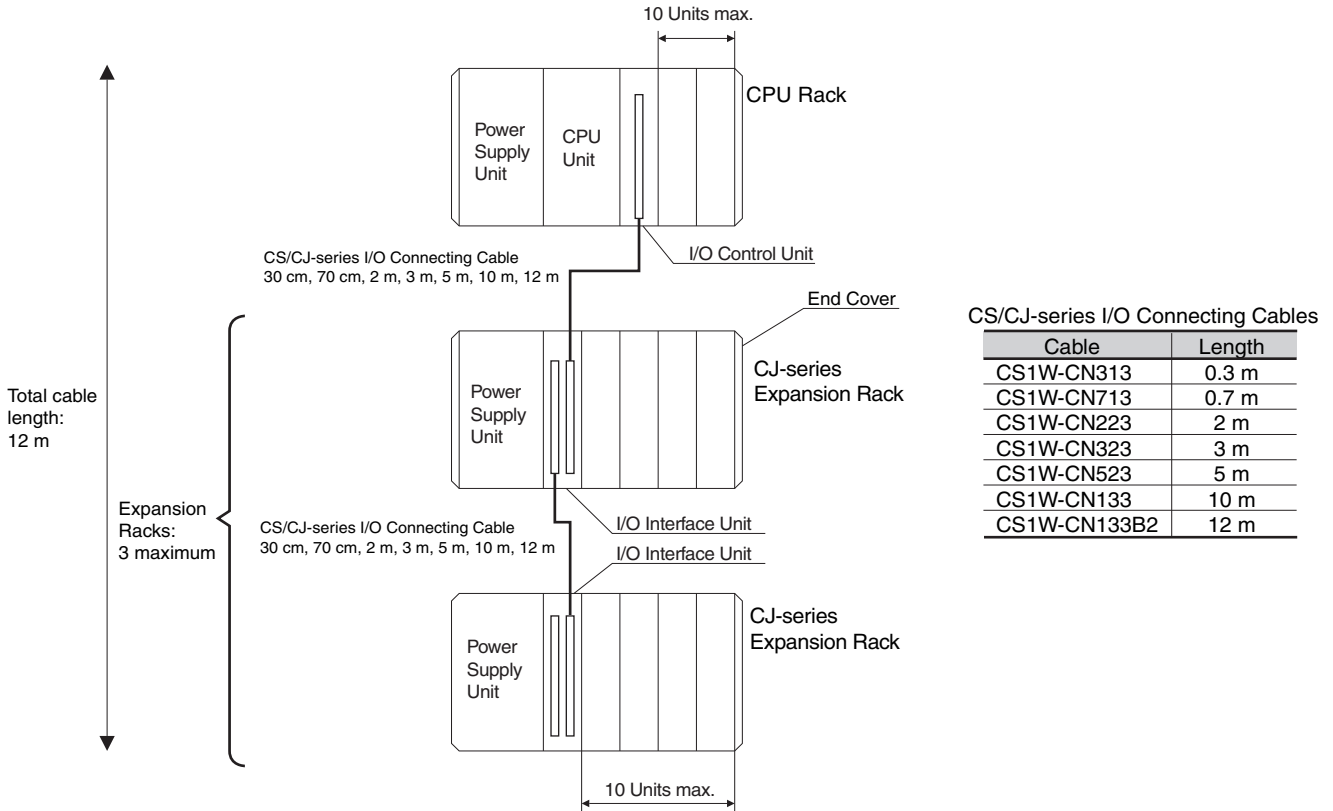 10 Units max.
CPU Rack
Power
Supply
Unit
CPU
Unit
I/O Control Unit
CS/CJ-series I/O Connecting Cable
30 cm, 70 cm, 2 m, 3 m, 5 m, 10 m, 12 m
End Cover
CJ-series
Expansion Rack
Power
Supply
Unit
Total cable
length:
12 m
Expansion
Racks:
3 maximum
I/O Interface Unit
CS/CJ-series I/O Connecting Cable
30 cm, 70 cm, 2 m, 3 m, 5 m, 10 m, 12 m
I/O Interface Unit
CJ-series
Expansion Rack
Power
Supply
Unit
10 Units max.
CS/CJ-series I/O Connecting Cables
Cable Length
CS1W-CN313 0.3 m
CS1W-CN713 0.7 m
CS1W-CN223 2 m
CS1W-CN323 3 m
CS1W-CN523 5 m
CS1W-CN133 10 m
CS1W-CN133B2 12 m